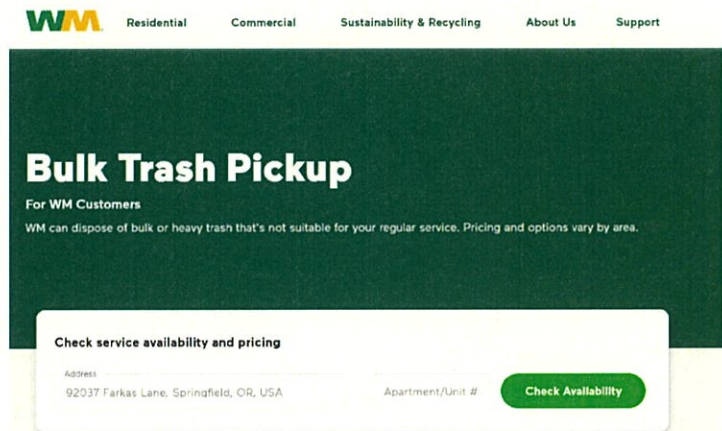 WM
Residential Commercial Sustainability & Recycling About Us Support
Bulk Trash Pickup
For WM Customers
WM can dispose of bulk or heavy trash that's not suitable for your regular service. Pricing and options vary by area.
Check service availability and pricing
Address
92037 Farkas Lane, Springfield, OR, USA Apartment/Unit # Check Availability